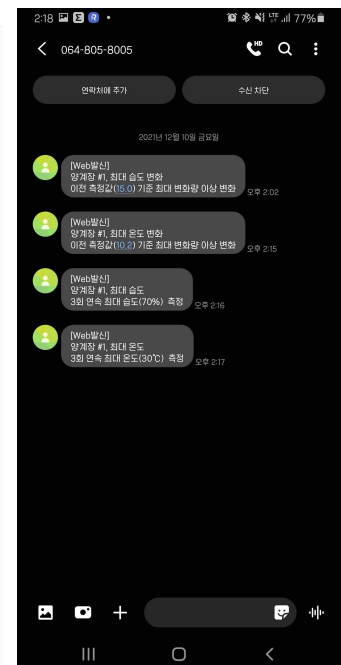 2:18
LTE
77%
064-805-8005
HD
연락처에 추가
수신 차단
2021년 12월 10일 금요일
[Web발신]
양계장 #1, 최대 습도 변화
이전 측정값(15.0) 기준 최대 변화량 이상 변화
오후 2:02
[Web발신]
양계장 #1, 최대 온도 변화
이전 측정값(10.2) 기준 최대 변화량 이상 변화
오후 2:15
[Web발신]
양계장 #1, 최대 습도
3회 연속 최대 습도(70%) 측정
오후 2:16
[Web발신]
양계장 #1, 최대 온도
3회 연속 최대 온도(30℃) 측정
오후 2:17